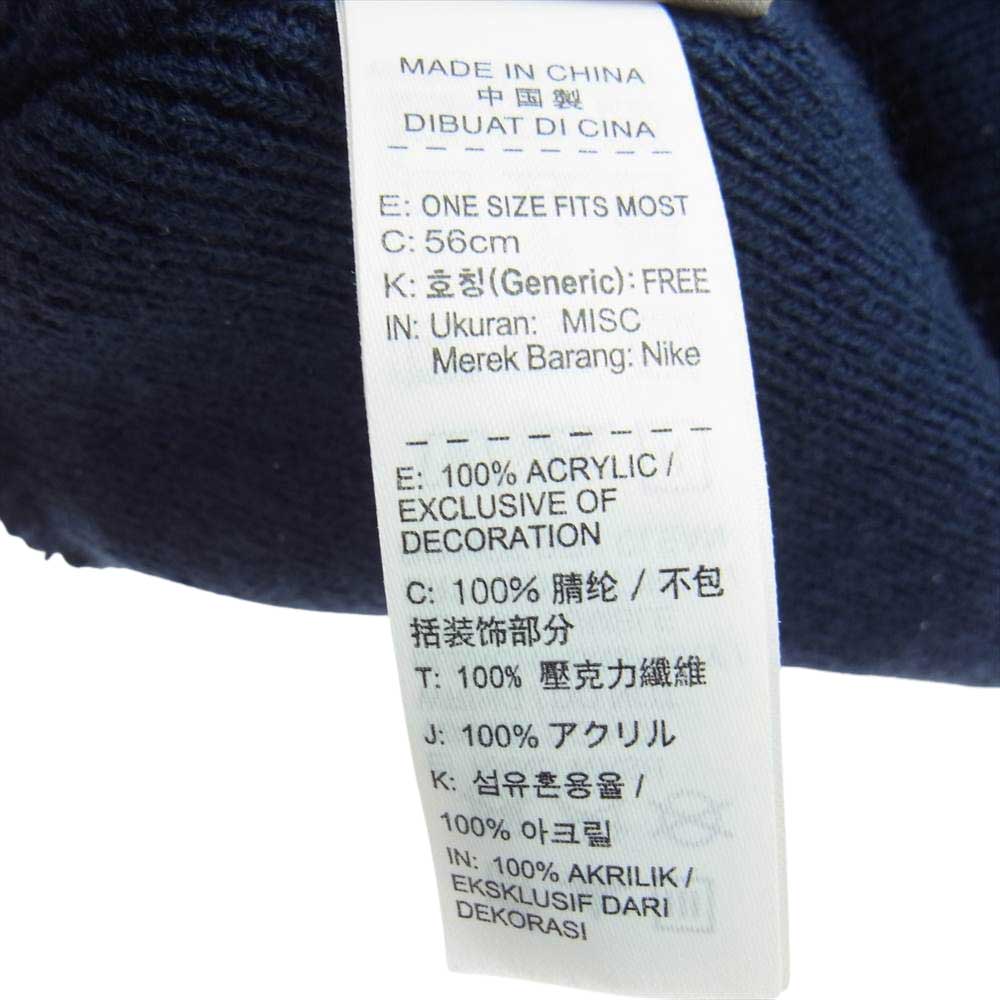 MADE IN CHINA
中国製
DIBUAT DI CINA
E: ONE SIZE FITS MOST
C: 56cm
K: 호칭(Generic): FREE
IN: Ukuran: MISC
Merek Barang: Nike
E: 100% ACRYLIC /
EXCLUSIVE OF
DECORATION
C: 100% 腈纶 / 不包
括装饰部分
T: 100% 壓克力纖維
J: 100% アクリル
K: 섬유혼용율 /
100% 아크릴
IN: 100% AKRILIK /
EKSKLUSIF DARI
DEKORASI